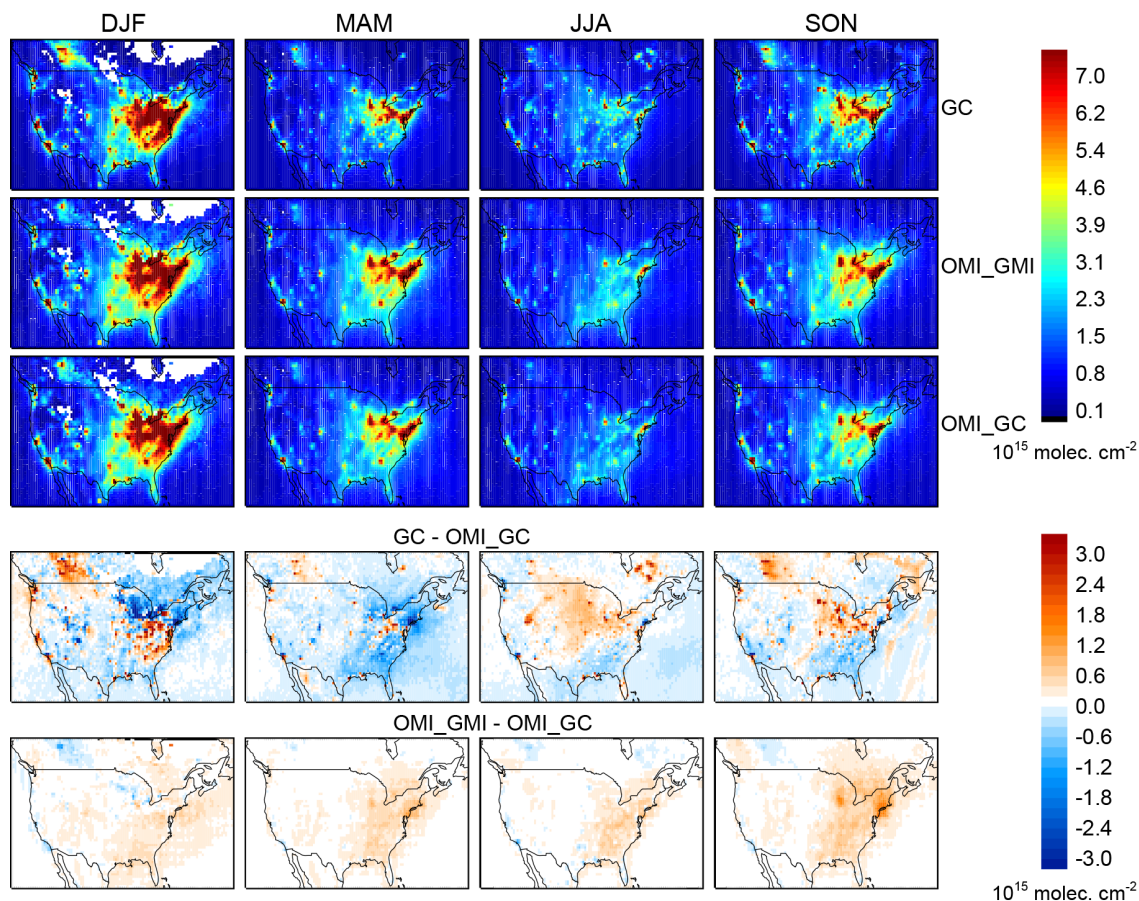 DJF MAM JJA SON
GC
OMI_GMI
OMI_GC
7.0
6.2
5.4
4.6
3.9
3.1
2.3
1.5
0.8
0.1
10¹⁵ molec. cm⁻²
GC - OMI_GC
OMI_GMI - OMI_GC
3.0
2.4
1.8
1.2
0.6
0.0
-0.6
-1.2
-1.8
-2.4
-3.0
10¹⁵ molec. cm⁻²